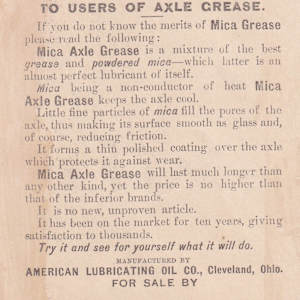 TO USERS OF AXLE GREASE.
If you do not know the merits of Mica Grease
please read the following:
Mica Axle Grease is a mixture of the best
grease and powdered mica—which latter is an
almost perfect lubricant of itself.
Mica being a non-conductor of heat Mica
Axle Grease keeps the axle cool.
Little fine particles of mica fill the pores of the
axle, thus making its surface smooth as glass and,
of course, reducing friction.
It forms a thin polished coating over the axle
which protects it against wear.
Mica Axle Grease will last much longer than
any other kind, yet the price is no higher than
that of the inferior brands.
It is no new, unproven article.
It has been on the market for ten years, giving
satisfaction to thousands.
Try it and see for yourself what it will do.
MANUFACTURED BY
AMERICAN LUBRICATING OIL CO., Cleveland, Ohio.
FOR SALE BY